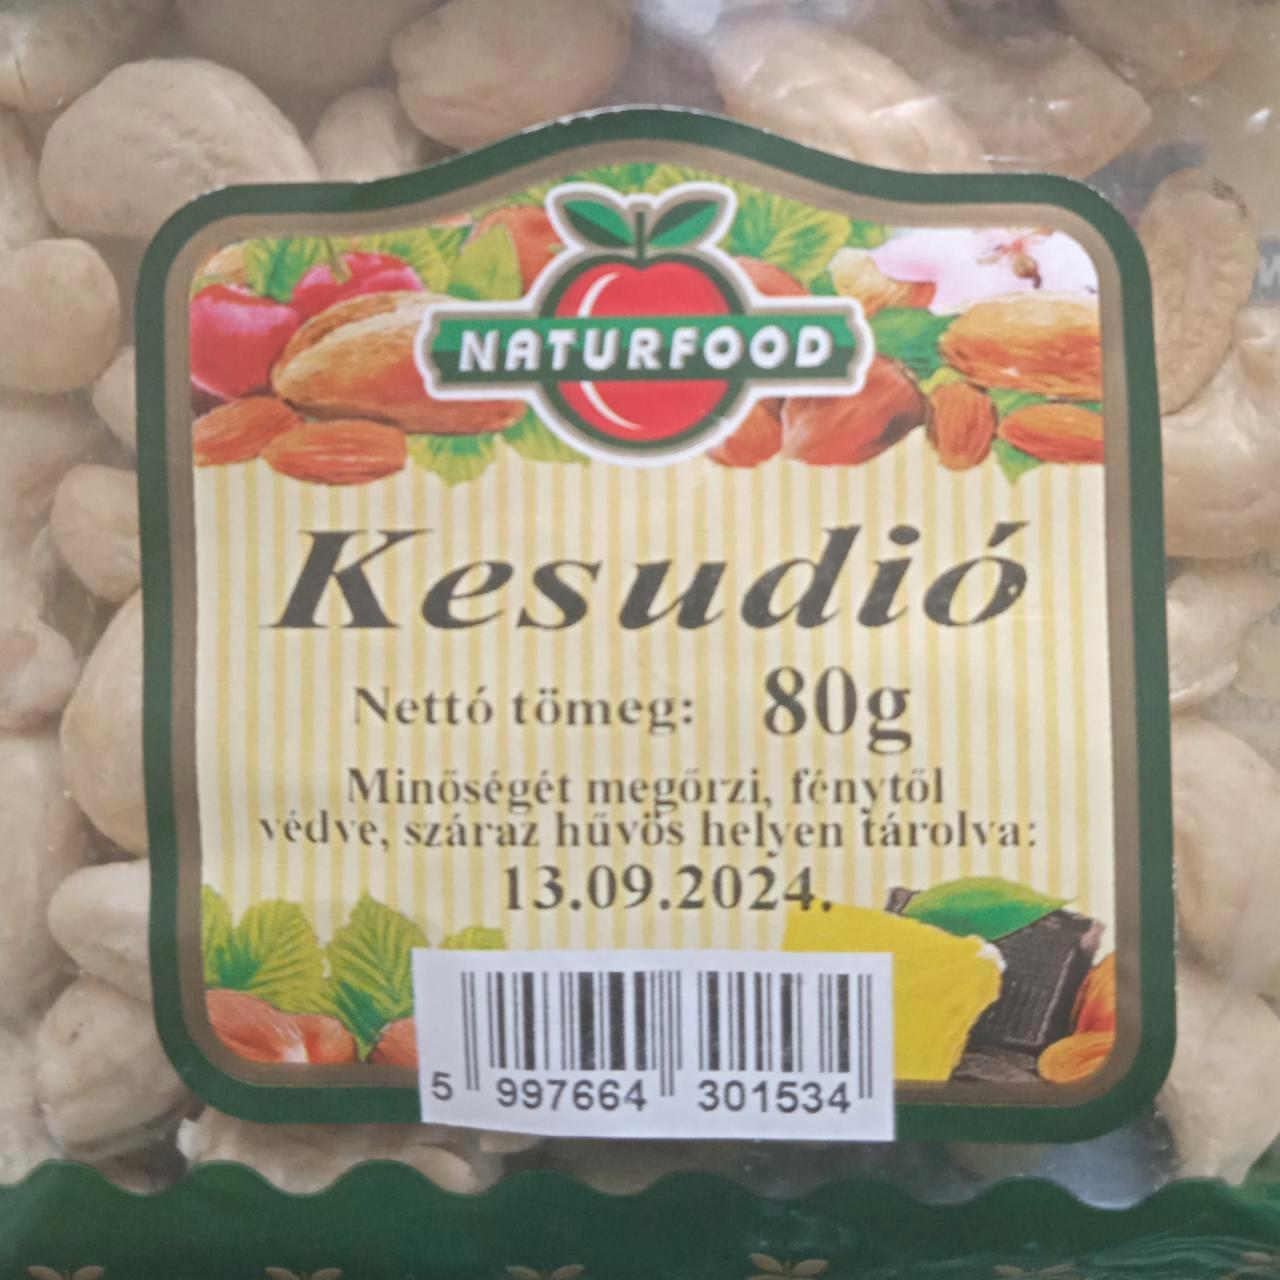 NATURFOOD
Kesudió
Nettó tömeg: 80g
Minőségét megőrzi, fénytől
védve, száraz hűvös helyen tárolva:
13.09.2024.
5 997664 301534